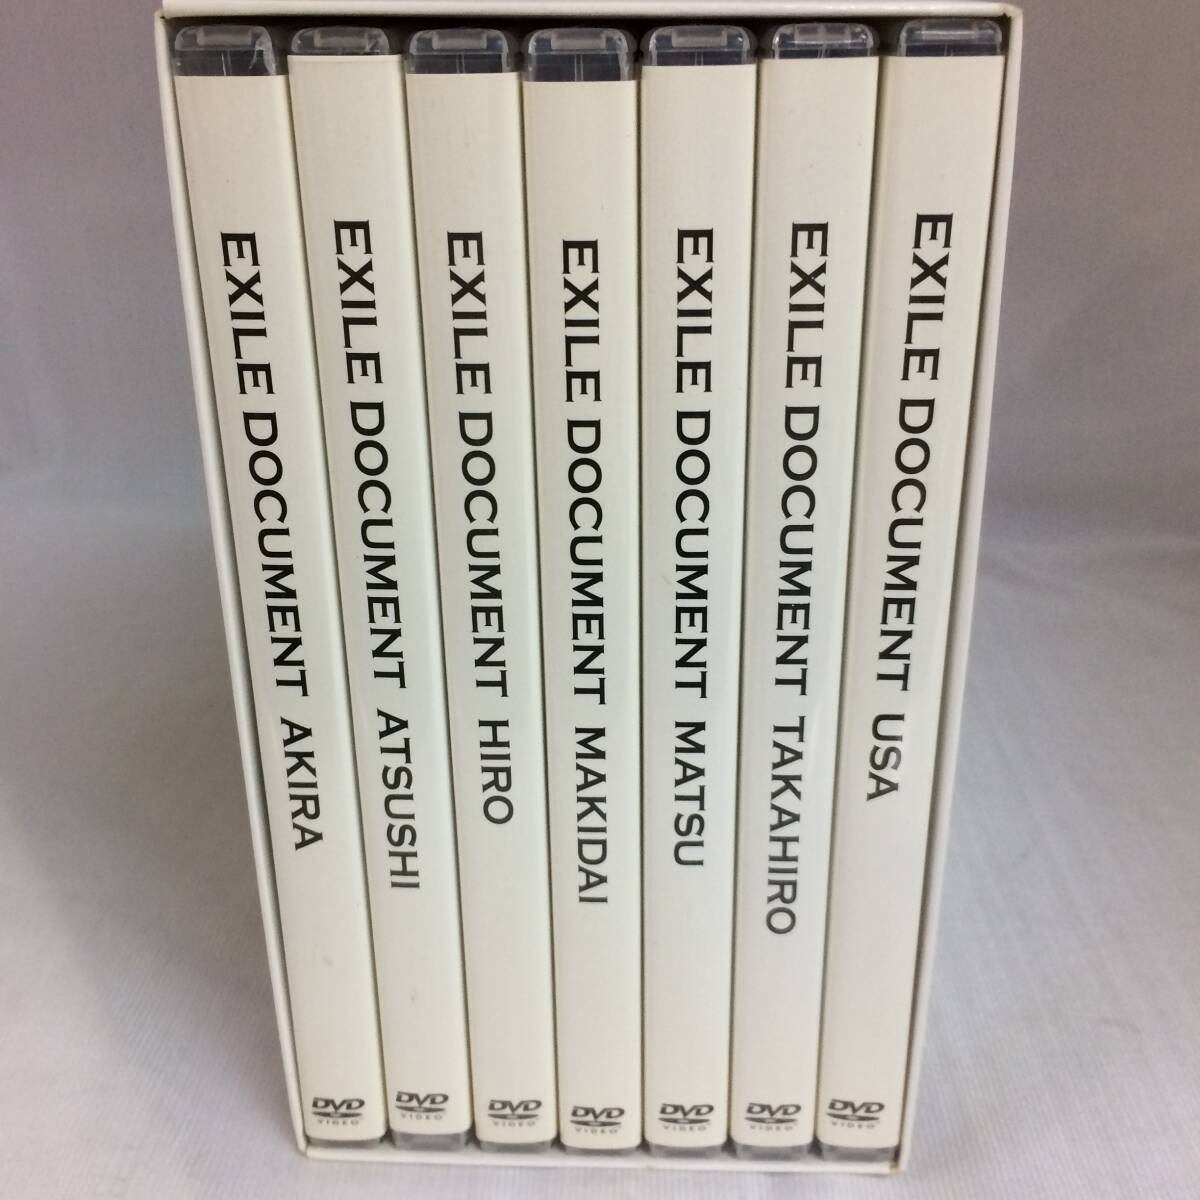 EXILE DOCUMENT AKIRA
DVD
VIDEO
EXILE DOCUMENT ATSUSHI
DVD
VIDEO
EXILE DOCUMENT HIRO
DVD
VIDEO
EXILE DOCUMENT MAKIDAI
DVD
VIDEO
EXILE DOCUMENT MATSU
DVD
VIDEO
EXILE DOCUMENT TAKAHIRO
DVD
VIDEO
EXILE DOCUMENT USA
DVD
VIDEO